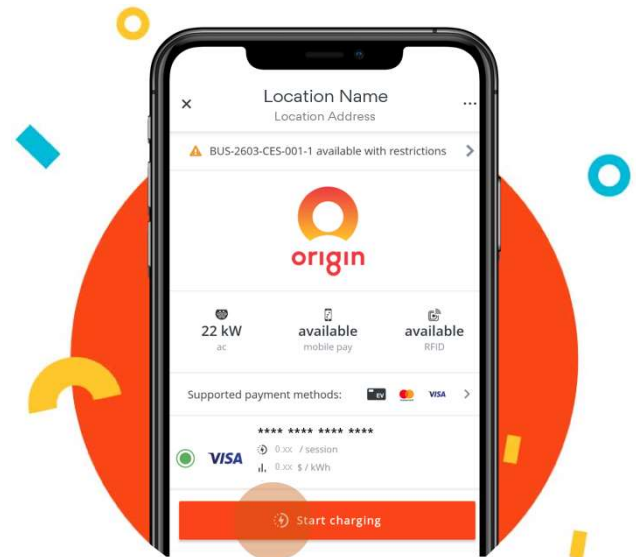 Location Name
Location Address
BUS-2603-CES-001-1 available with restrictions
origin
22 kW
ac
available
mobile pay
available
RFID
Supported payment methods: EV VISA
**** **** **** ****
VISA
0.xx / session
0.xx $ / kWh
Start charging